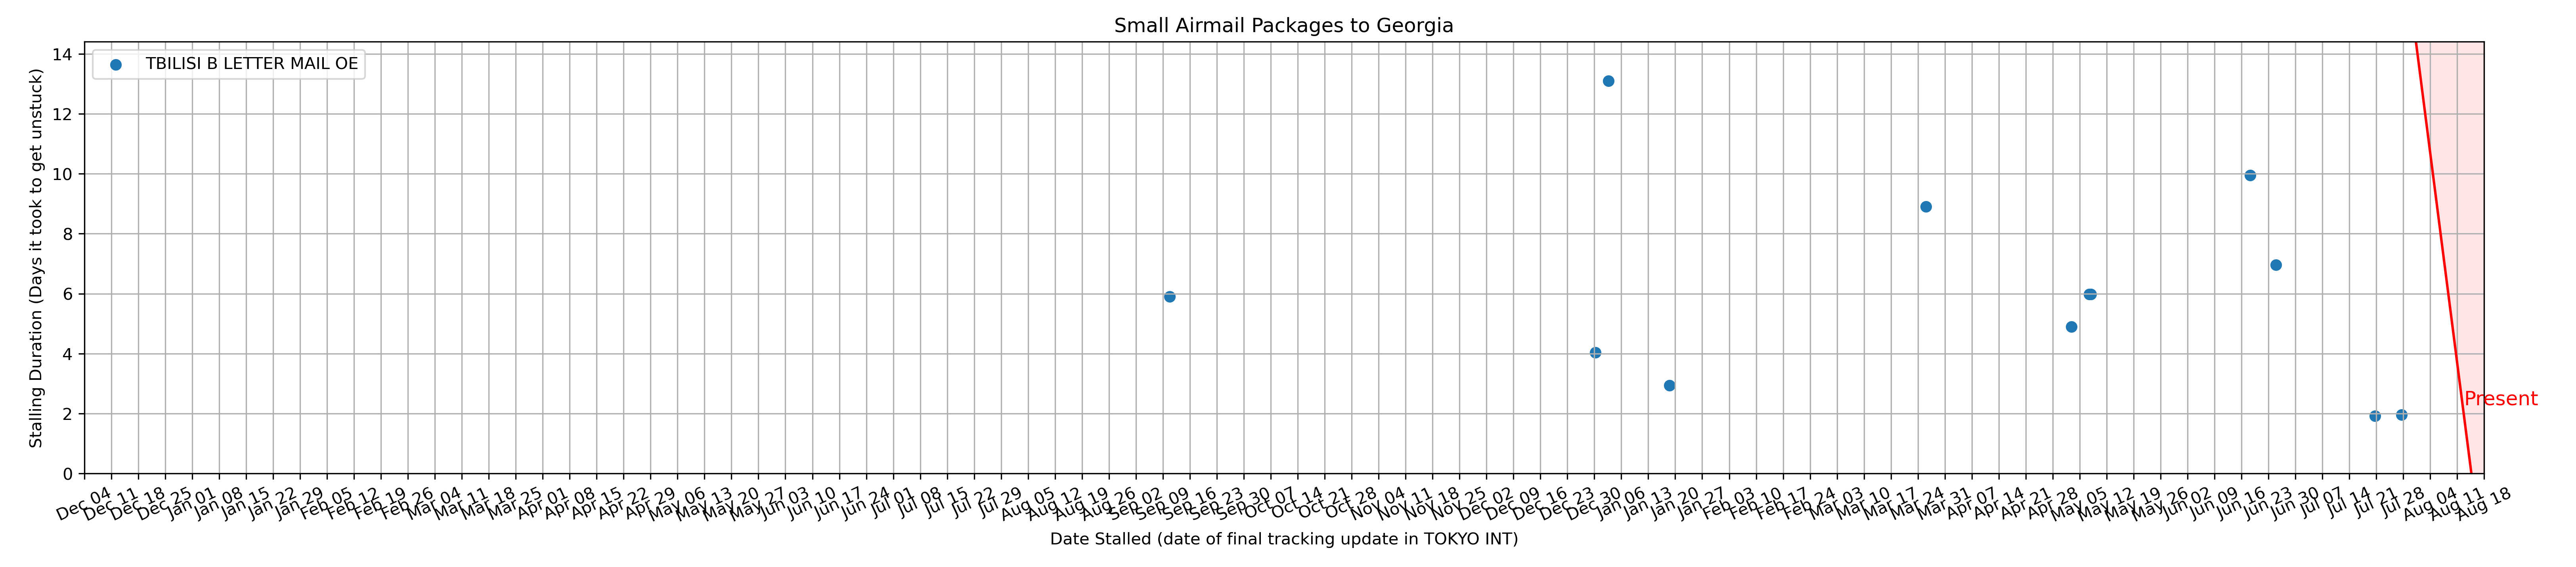 Small Airmail Packages to Georgia
TBILISI B LETTER MAIL OE
Stalling Duration (Days it took to get unstuck)
14
12
10
8
6
4
2
0
Present
Dec 04
Dec 11
Dec 18
Dec 25
Jan 01
Jan 08
Jan 15
Jan 22
Jan 29
Feb 05
Feb 12
Feb 19
Feb 26
Mar 04
Mar 11
Mar 18
Mar 25
Apr 01
Apr 08
Apr 15
Apr 22
Apr 29
May 06
May 13
May 20
May 27
Jun 03
Jun 10
Jun 17
Jun 24
Jul 01
Jul 08
Jul 15
Jul 22
Jul 29
Aug 05
Aug 12
Aug 19
Aug 26
Sep 02
Sep 09
Sep 16
Sep 23
Sep 30
Oct 07
Oct 14
Oct 21
Oct 28
Nov 04
Nov 11
Nov 18
Nov 25
Dec 02
Dec 09
Dec 16
Dec 23
Dec 30
Jan 06
Jan 13
Jan 20
Jan 27
Feb 03
Feb 10
Feb 17
Feb 24
Mar 03
Mar 10
Mar 17
Mar 24
Mar 31
Apr 07
Apr 14
Apr 21
Apr 28
May 05
May 12
May 19
May 26
Jun 02
Jun 09
Jun 16
Jun 23
Jun 30
Jul 07
Jul 14
Jul 21
Jul 28
Aug 04
Aug 11
Aug 18
Date Stalled (date of final tracking update in TOKYO INT)